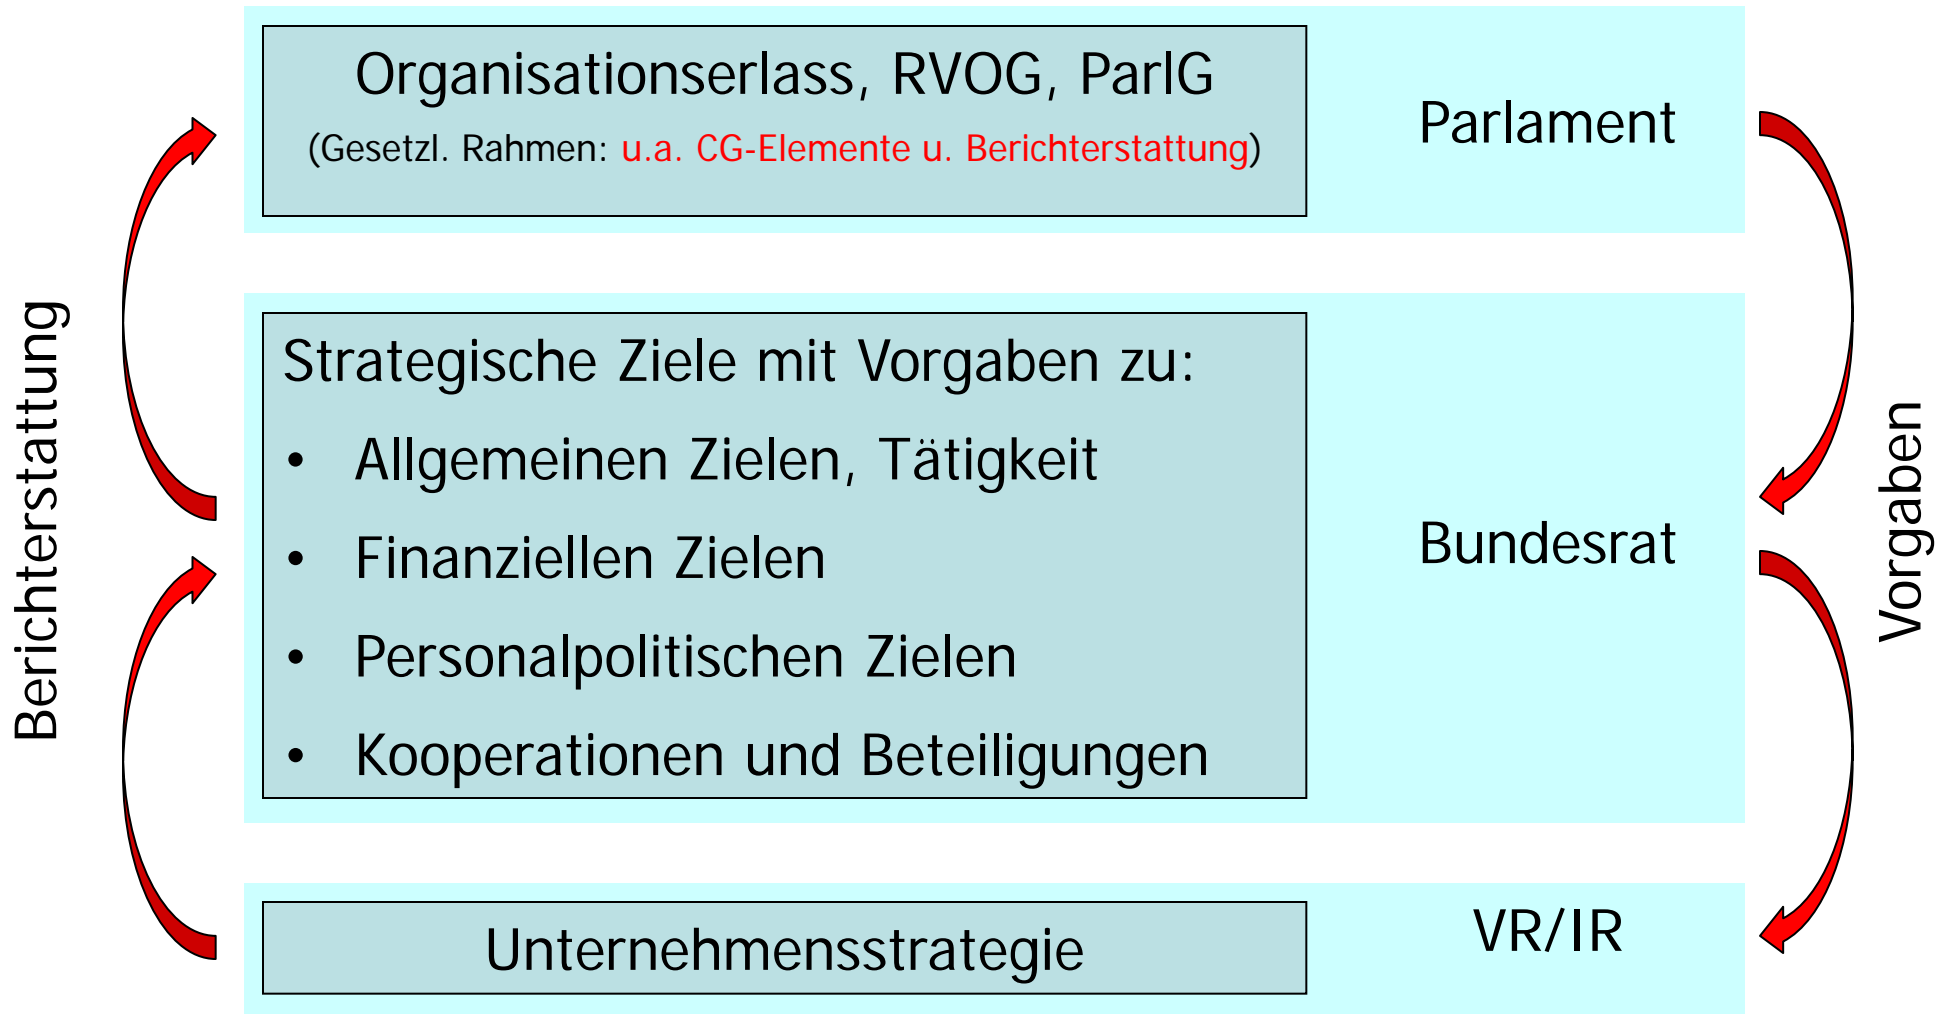 Organisationserlass, RVOG, ParlG
(Gesetzl. Rahmen: u.a. CG-Elemente u. Berichterstattung)
Parlament
Berichterstattung
Strategische Ziele mit Vorgaben zu:
• Allgemeinen Zielen, Tätigkeit
• Finanziellen Zielen
• Personalpolitischen Zielen
• Kooperationen und Beteiligungen
Bundesrat
Vorgaben
Unternehmensstrategie
VR/IR